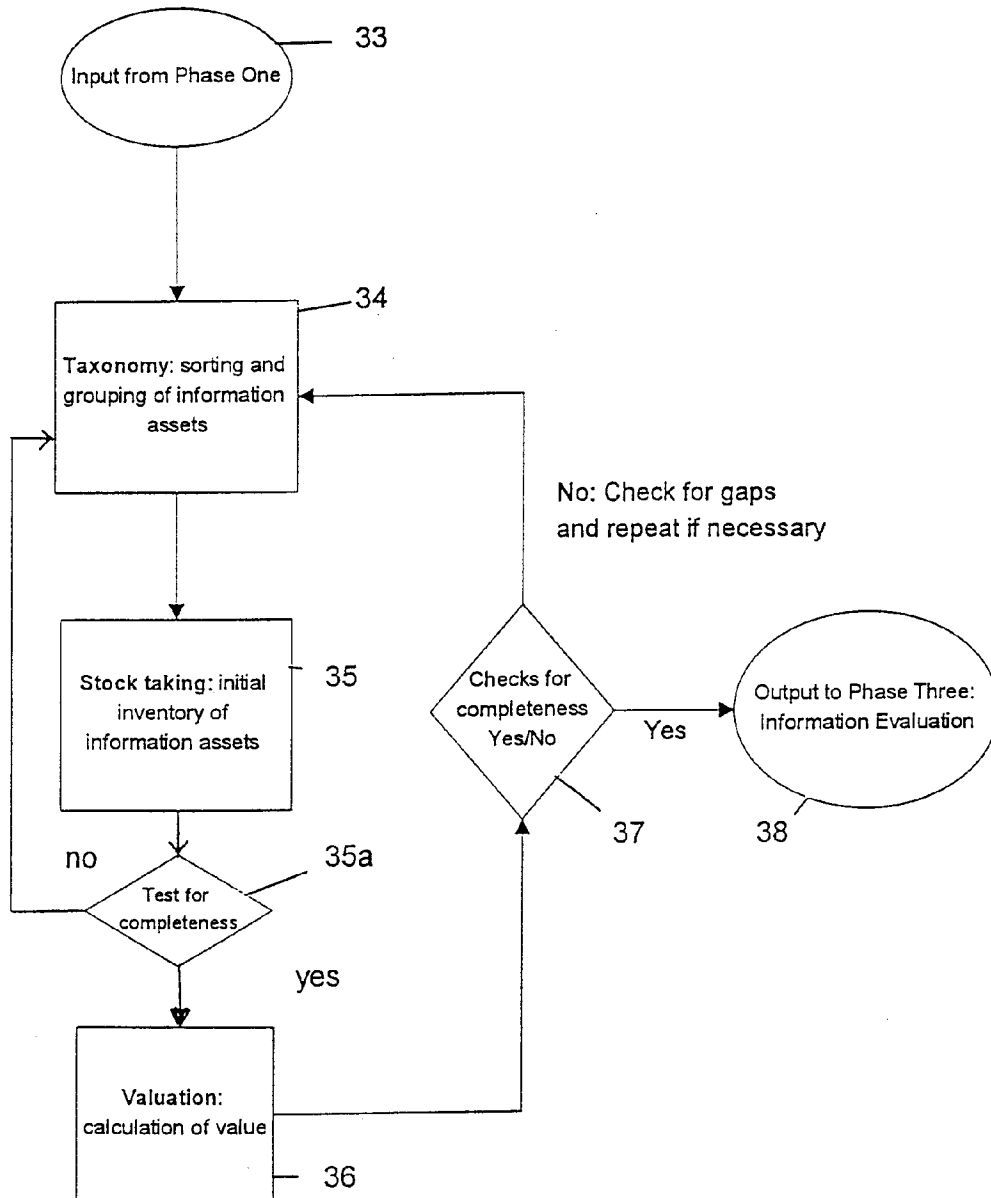 33
Input from Phase One
34
Taxonomy: sorting and
grouping of information
assets
No: Check for gaps
and repeat if necessary
35
Stock taking: initial
inventory of
information assets
Checks for
completeness
Yes/No
Yes
Output to Phase Three:
Information Evaluation
37
38
no
35a
Test for
completeness
yes
Valuation:
calculation of value
36